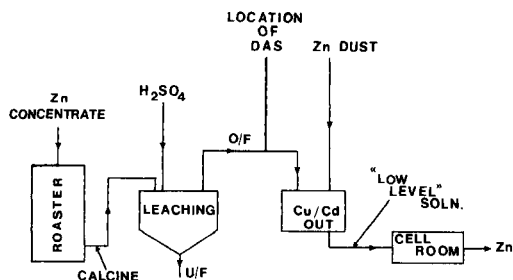 LOCATION
OF
DAS
Zn DUST
H₂SO₄
Zn
CONCENTRATE
O/F
"LOW
LEVEL"
SOLN.
ROASTER
LEACHING
Cu/Cd
OUT
CELL
ROOM
Zn
CALCINE
U/F